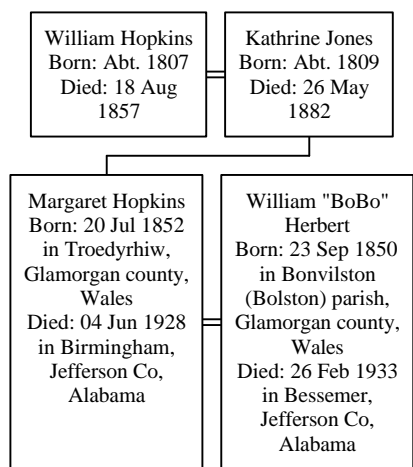 William Hopkins
Born: Abt. 1807
Died: 18 Aug
1857
Kathrine Jones
Born: Abt. 1809
Died: 26 May
1882
Margaret Hopkins
Born: 20 Jul 1852
in Troedyrhiw,
Glamorgan county,
Wales
Died: 04 Jun 1928
in Birmingham,
Jefferson Co,
Alabama
William "BoBo"
Herbert
Born: 23 Sep 1850
in Bonvilston
(Bolston) parish,
Glamorgan county,
Wales
Died: 26 Feb 1933
in Bessemer,
Jefferson Co,
Alabama